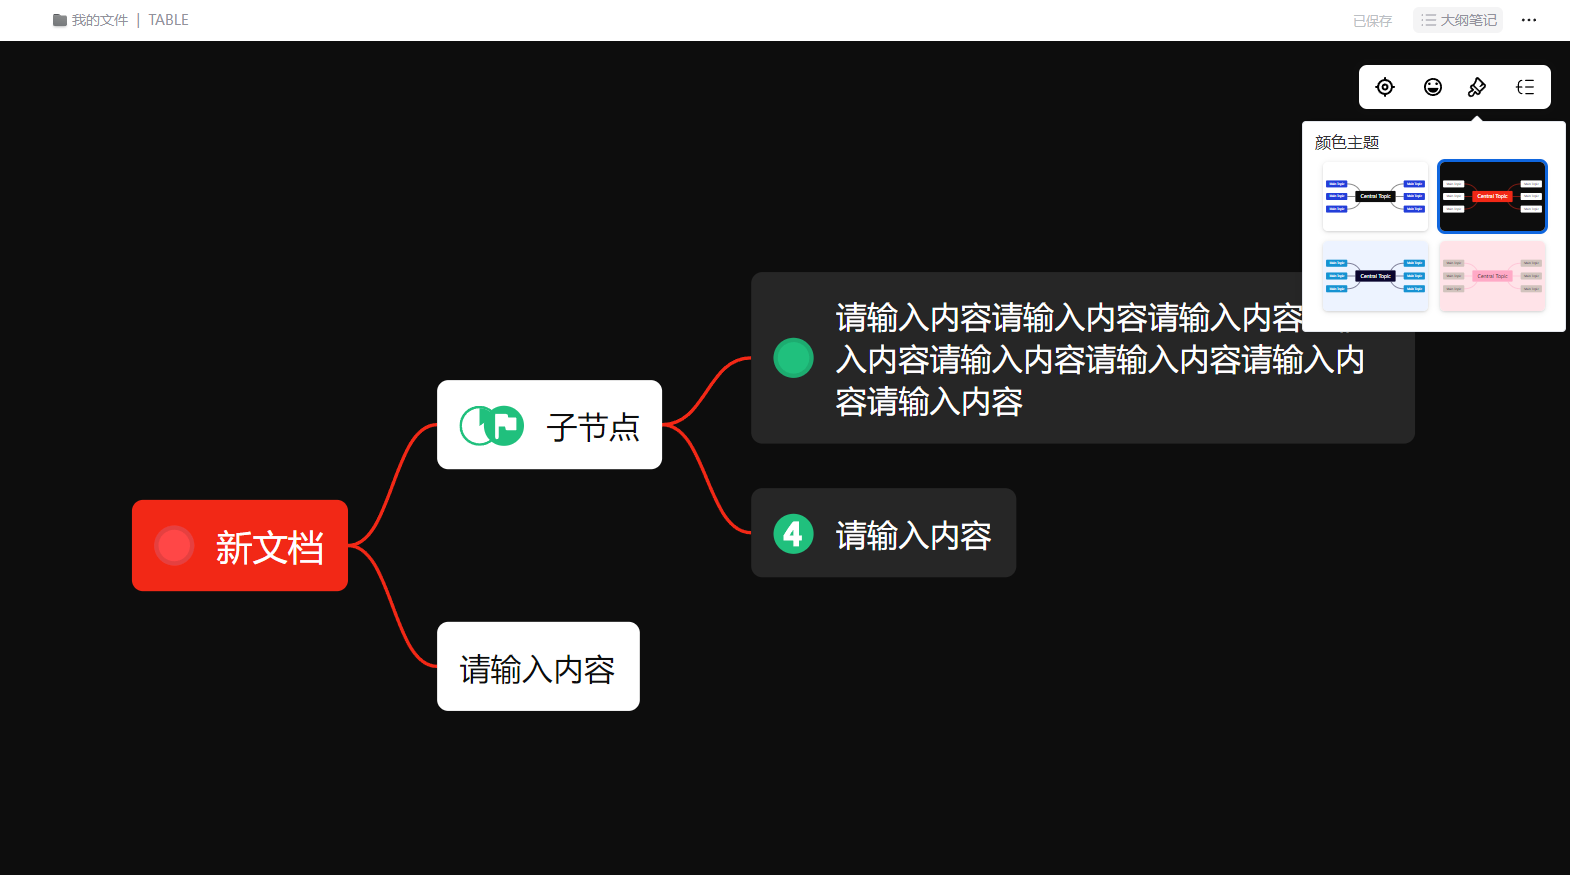 我的文件 | TABLE
已保存
大纲笔记
颜色主题
Central Topic
Central Topic
Central Topic
Central Topic
请输入内容请输入内容请输入内容
入内容请输入内容请输入内容请输入内
容请输入内容
子节点
4 请输入内容
新文档
请输入内容